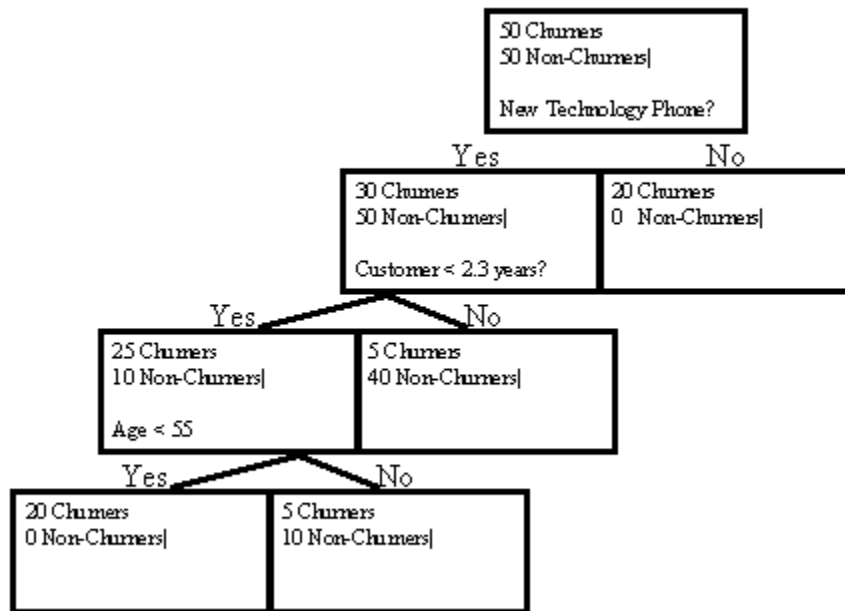 50 Churners
50 Non-Churners|
New Technology Phone?
Yes No
30 Churners
50 Non-Churners|
Customer < 2.3 years?
20 Churners
0 Non-Churners|
Yes No
25 Churners
10 Non-Churners|
Age < 55
5 Churners
40 Non-Churners|
Yes No
20 Churners
0 Non-Churners|
5 Churners
10 Non-Churners|